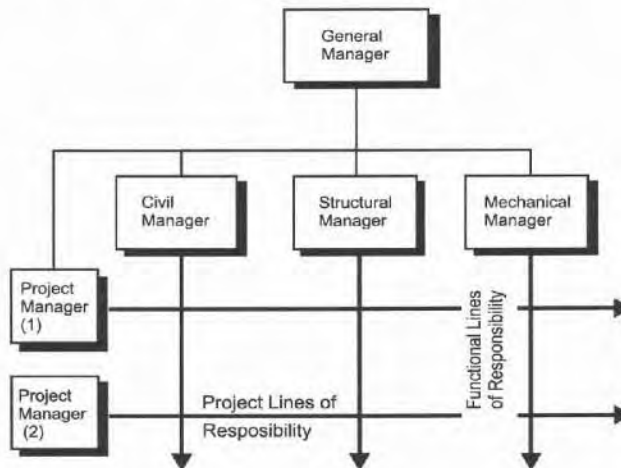 General
Manager
Civil
Manager
Structural
Manager
Mechanical
Manager
Project
Manager
(1)
Functional Lines
of Responsibility
Project
Manager
(2)
Project Lines of
Resposibility